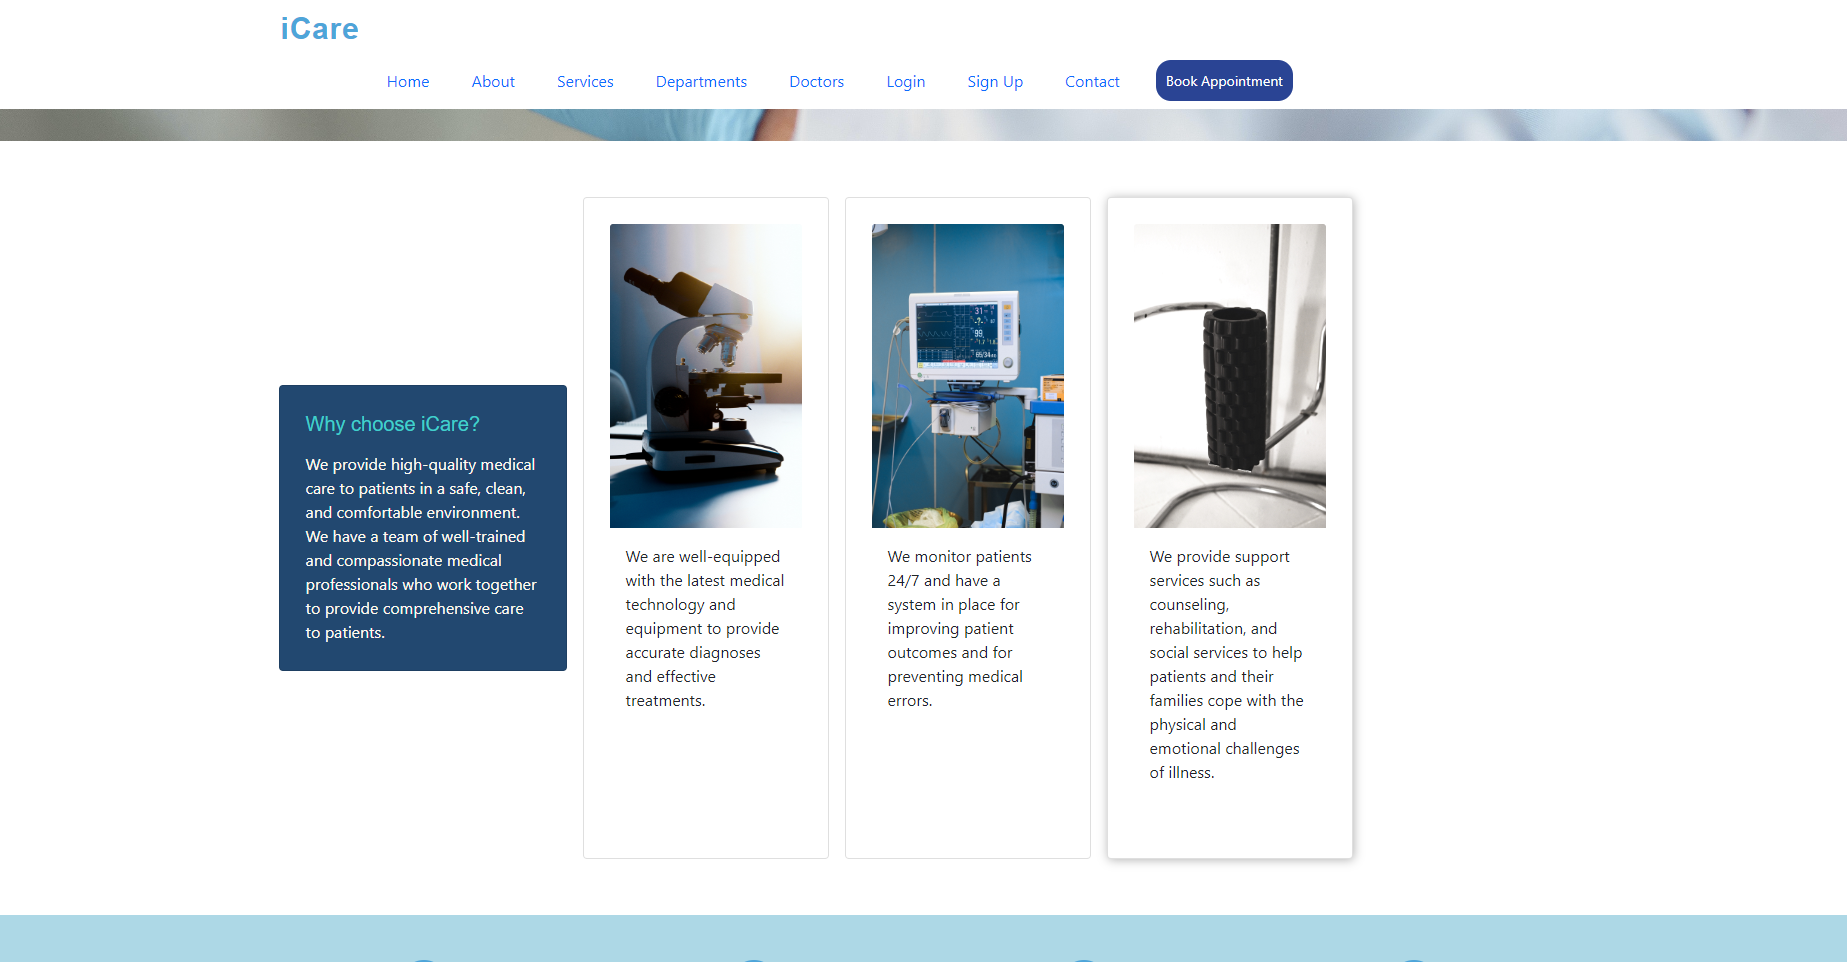 iCare
Home About Services Departments Doctors Login Sign Up Contact Book Appointment
Why choose iCare?
We provide high-quality medical
care to patients in a safe, clean,
and comfortable environment.
We have a team of well-trained
and compassionate medical
professionals who work together
to provide comprehensive care
to patients.
We are well-equipped
with the latest medical
technology and
equipment to provide
accurate diagnoses
and effective
treatments.
31
-?-
99
65/34
We monitor patients
24/7 and have a
system in place for
improving patient
outcomes and for
preventing medical
errors.
We provide support
services such as
counseling,
rehabilitation, and
social services to help
patients and their
families cope with the
physical and
emotional challenges
of illness.